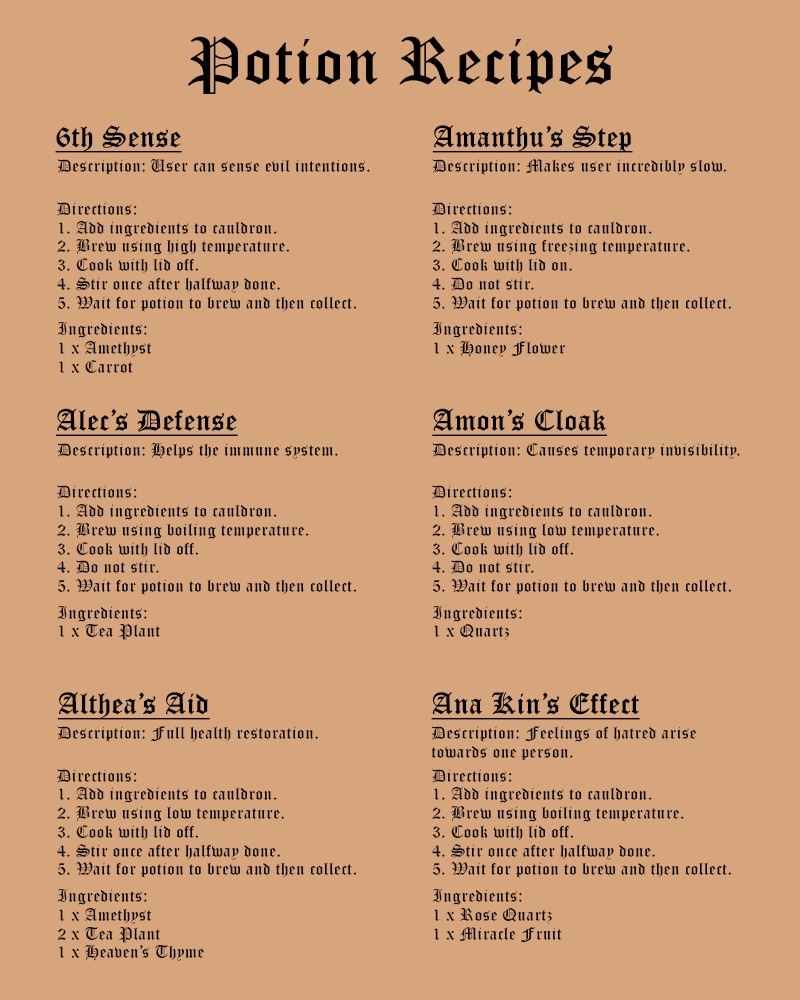 Potion Recipes
6th Sense
Description: User can sense evil intentions.
Directions:
1. Add ingredients to cauldron.
2. Brew using high temperature.
3. Cook with lid off.
4. Stir once after halfway done.
5. Wait for potion to brew and then collect.
Ingredients:
1 x Amethyst
1 x Carrot
Amanthu's Step
Description: Makes user incredibly slow.
Directions:
1. Add ingredients to cauldron.
2. Brew using freezing temperature.
3. Cook with lid on.
4. Do not stir.
5. Wait for potion to brew and then collect.
Ingredients:
1 x Honey Flower
Alec's Defense
Description: Helps the immune system.
Directions:
1. Add ingredients to cauldron.
2. Brew using boiling temperature.
3. Cook with lid off.
4. Do not stir.
5. Wait for potion to brew and then collect.
Ingredients:
1 x Tea Plant
Amon's Cloak
Description: Causes temporary invisibility.
Directions:
1. Add ingredients to cauldron.
2. Brew using low temperature.
3. Cook with lid off.
4. Do not stir.
5. Wait for potion to brew and then collect.
Ingredients:
1 x Quartz
Althea's Aid
Description: Full health restoration.
Directions:
1. Add ingredients to cauldron.
2. Brew using low temperature.
3. Cook with lid off.
4. Stir once after halfway done.
5. Wait for potion to brew and then collect.
Ingredients:
1 x Amethyst
2 x Tea Plant
1 x Heaven's Thyme
Ana Kin's Effect
Description: Feelings of hatred arise
towards one person.
Directions:
1. Add ingredients to cauldron.
2. Brew using boiling temperature.
3. Cook with lid off.
4. Stir once after halfway done.
5. Wait for potion to brew and then collect.
Ingredients:
1 x Rose Quartz
1 x Miracle Fruit